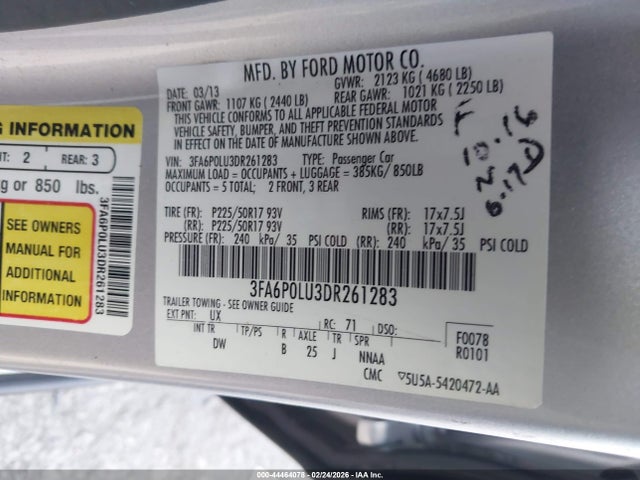 MFD. BY FORD MOTOR CO.
DATE: 03/13 GVWR: 2123 KG ( 4680 LB)
FRONT GAWR: 1107 KG ( 2440 LB) REAR GAWR: 1021 KG ( 2250 LB)
THIS VEHICLE CONFORMS TO ALL APPLICABLE FEDERAL MOTOR
VEHICLE SAFETY, BUMPER, AND THEFT PREVENTION STANDARDS
IN EFFECT ON THE DATE OF MANUFACTURE SHOWN ABOVE.
VIN: 3FA6P0LU3DR261283 TYPE: Passenger Car
MAXIMUM LOAD = OCCUPANTS + LUGGAGE = 385KG/ 850LB
OCCUPANTS = 5 TOTAL; 2 FRONT, 3 REAR
TIRE (FR): P225/50R17 93V RIMS (FR): 17x7.5J
(RR): P225/50R17 93V (RR): 17x7.5J
PRESSURE (FR): 240 kPa/ 35 PSI COLD (RR): 240 kPa/ 35 PSI COLD
3FA6P0LU3DR261283
TRAILER TOWING - SEE OWNER GUIDE
EXT PNT: UX RC: 71 DSO: F0078
INT TR TP/PS R AXLE TR SPR R0101
DW B 25 J NNAA
CMC 5U5A-5420472-AA
10.16
G INFORMATION
NT: 2 REAR: 3
g or 850 lbs.
SEE OWNERS
MANUAL FOR
ADDITIONAL
INFORMATION
3FA6P0LU3DR261283
000-44464076 - 02/24/2026 - IAA Inc.